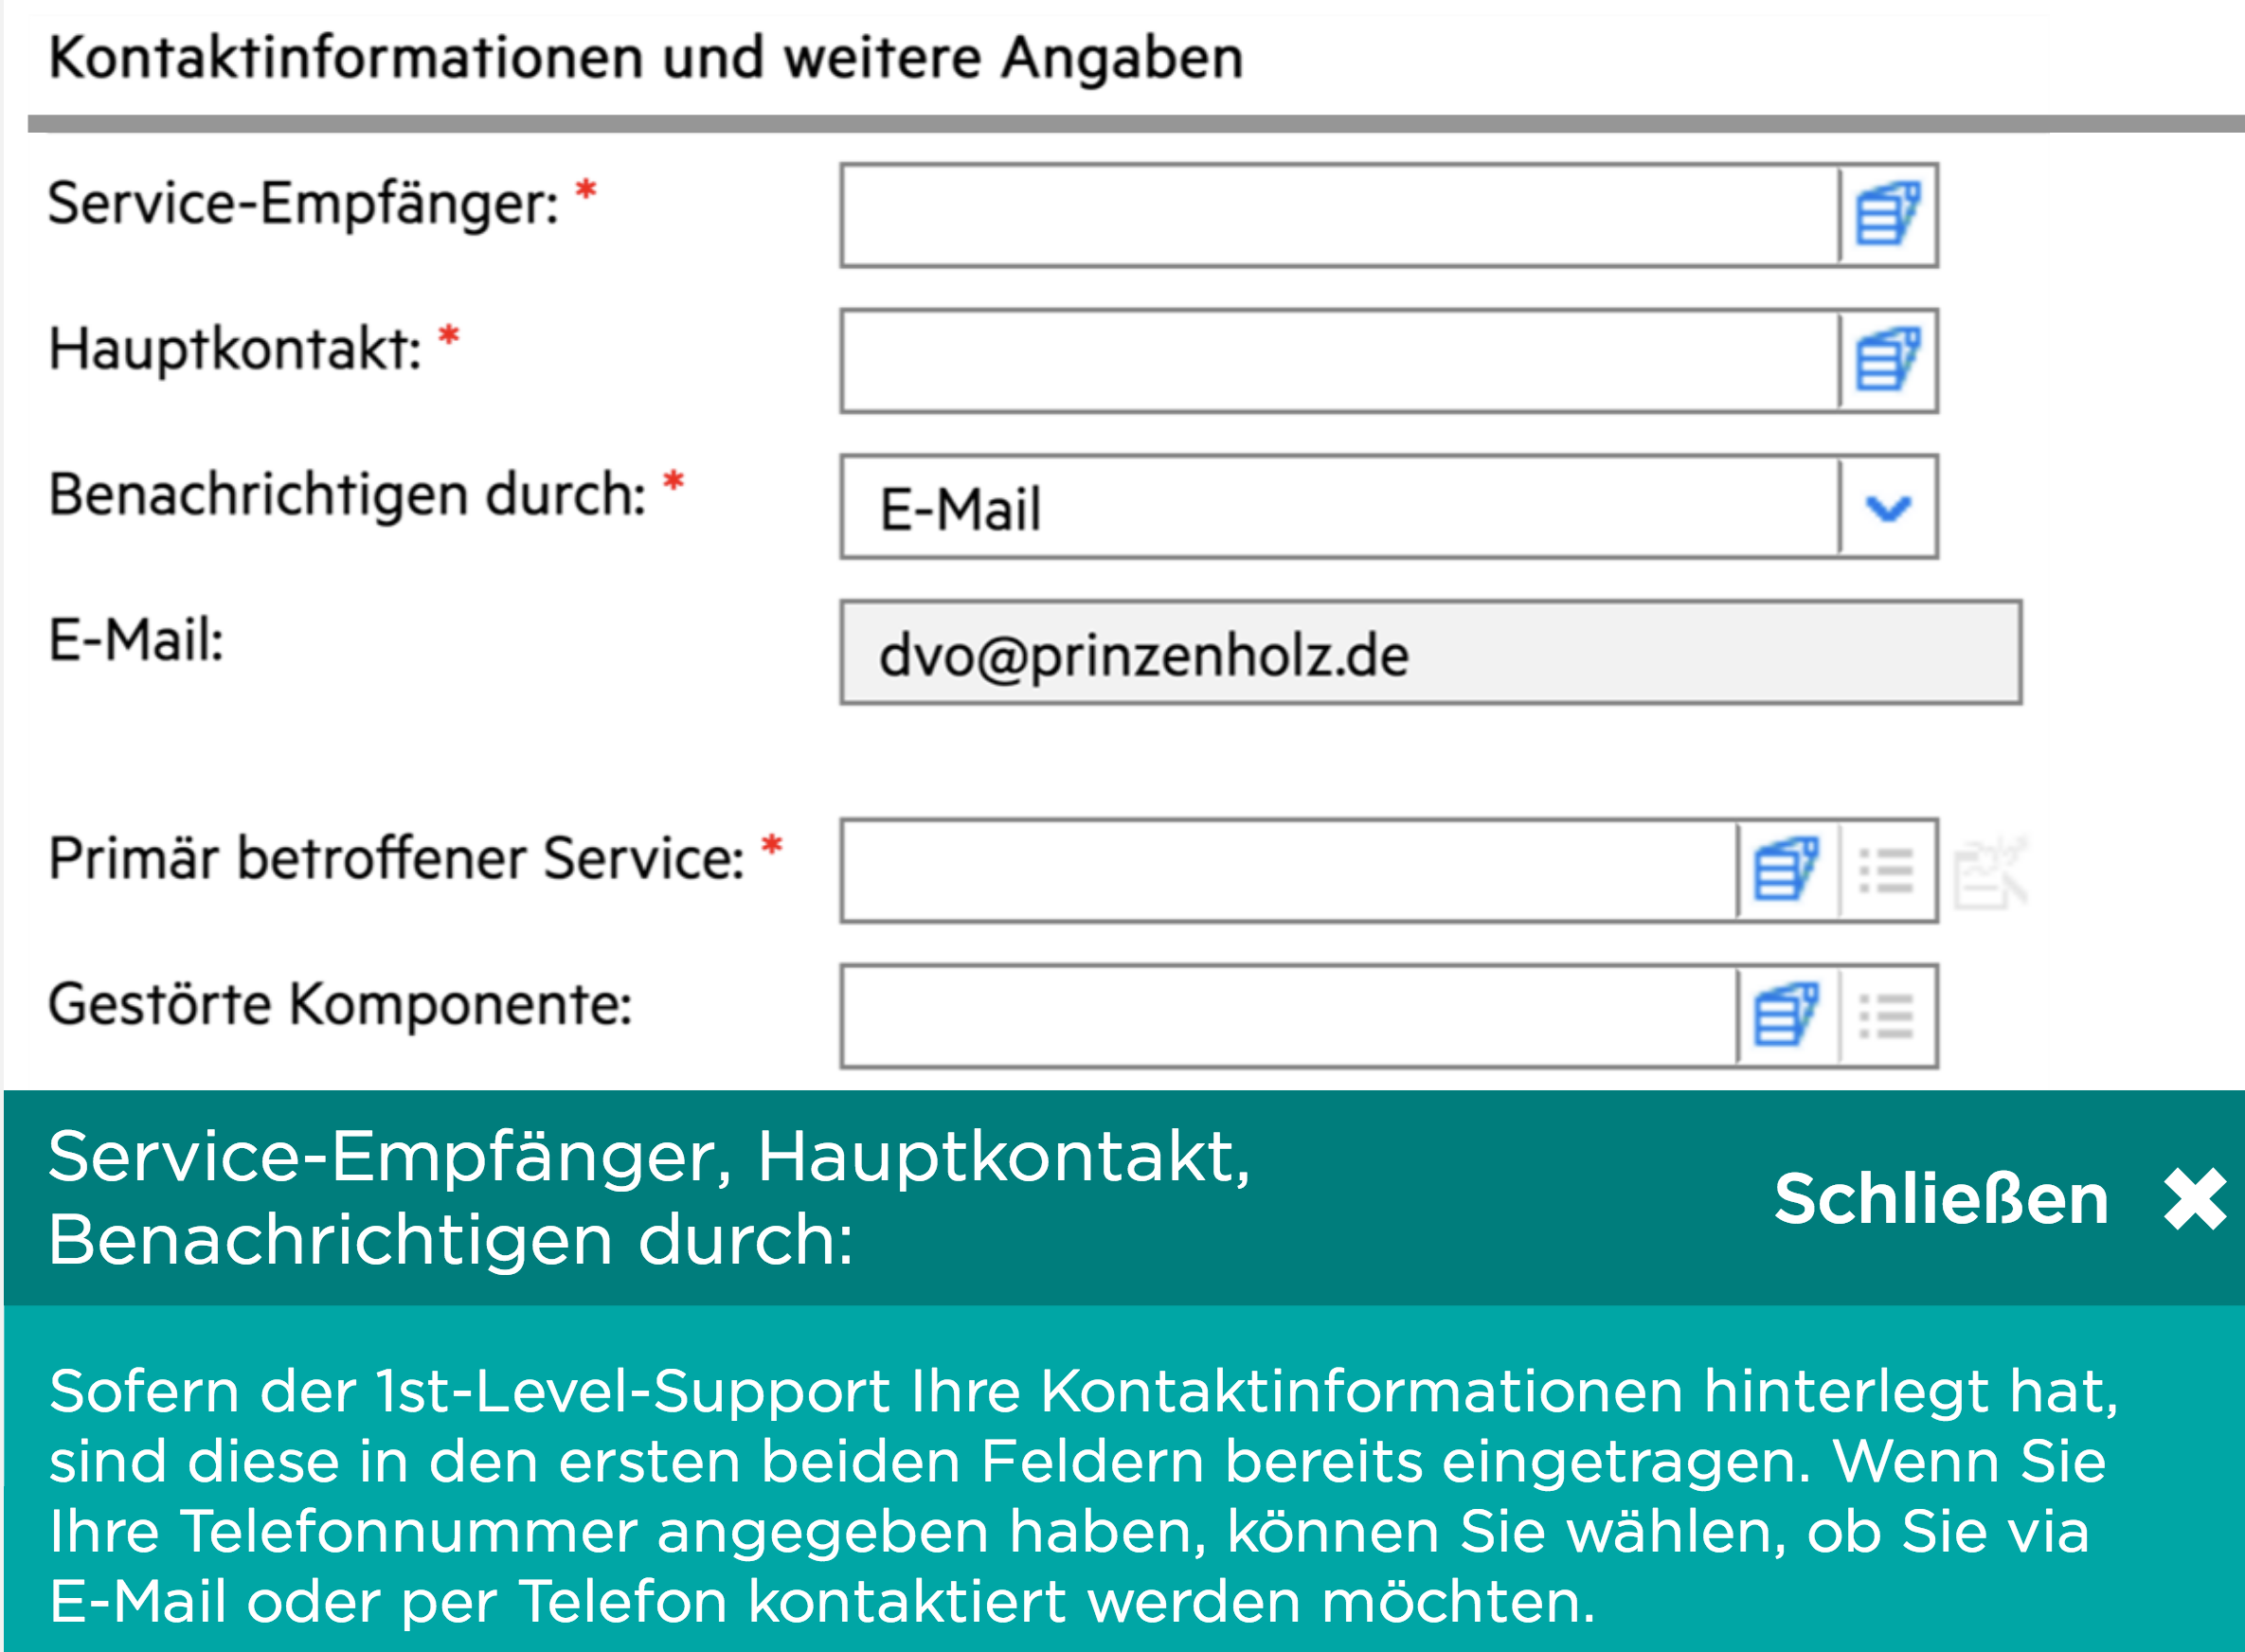 Kontaktinformationen und weitere Angaben
Service-Empfänger: *
Hauptkontakt: *
Benachrichtigen durch: * E-Mail
E-Mail: dvo@prinzenholz.de
Primär betroffener Service: *
Gestörte Komponente:
Service-Empfänger, Hauptkontakt,
Benachrichtigen durch:
Schließen ✖
Sofern der 1st-Level-Support Ihre Kontaktinformationen hinterlegt hat,
sind diese in den ersten beiden Feldern bereits eingetragen. Wenn Sie
Ihre Telefonnummer angegeben haben, können Sie wählen, ob Sie via
E-Mail oder per Telefon kontaktiert werden möchten.